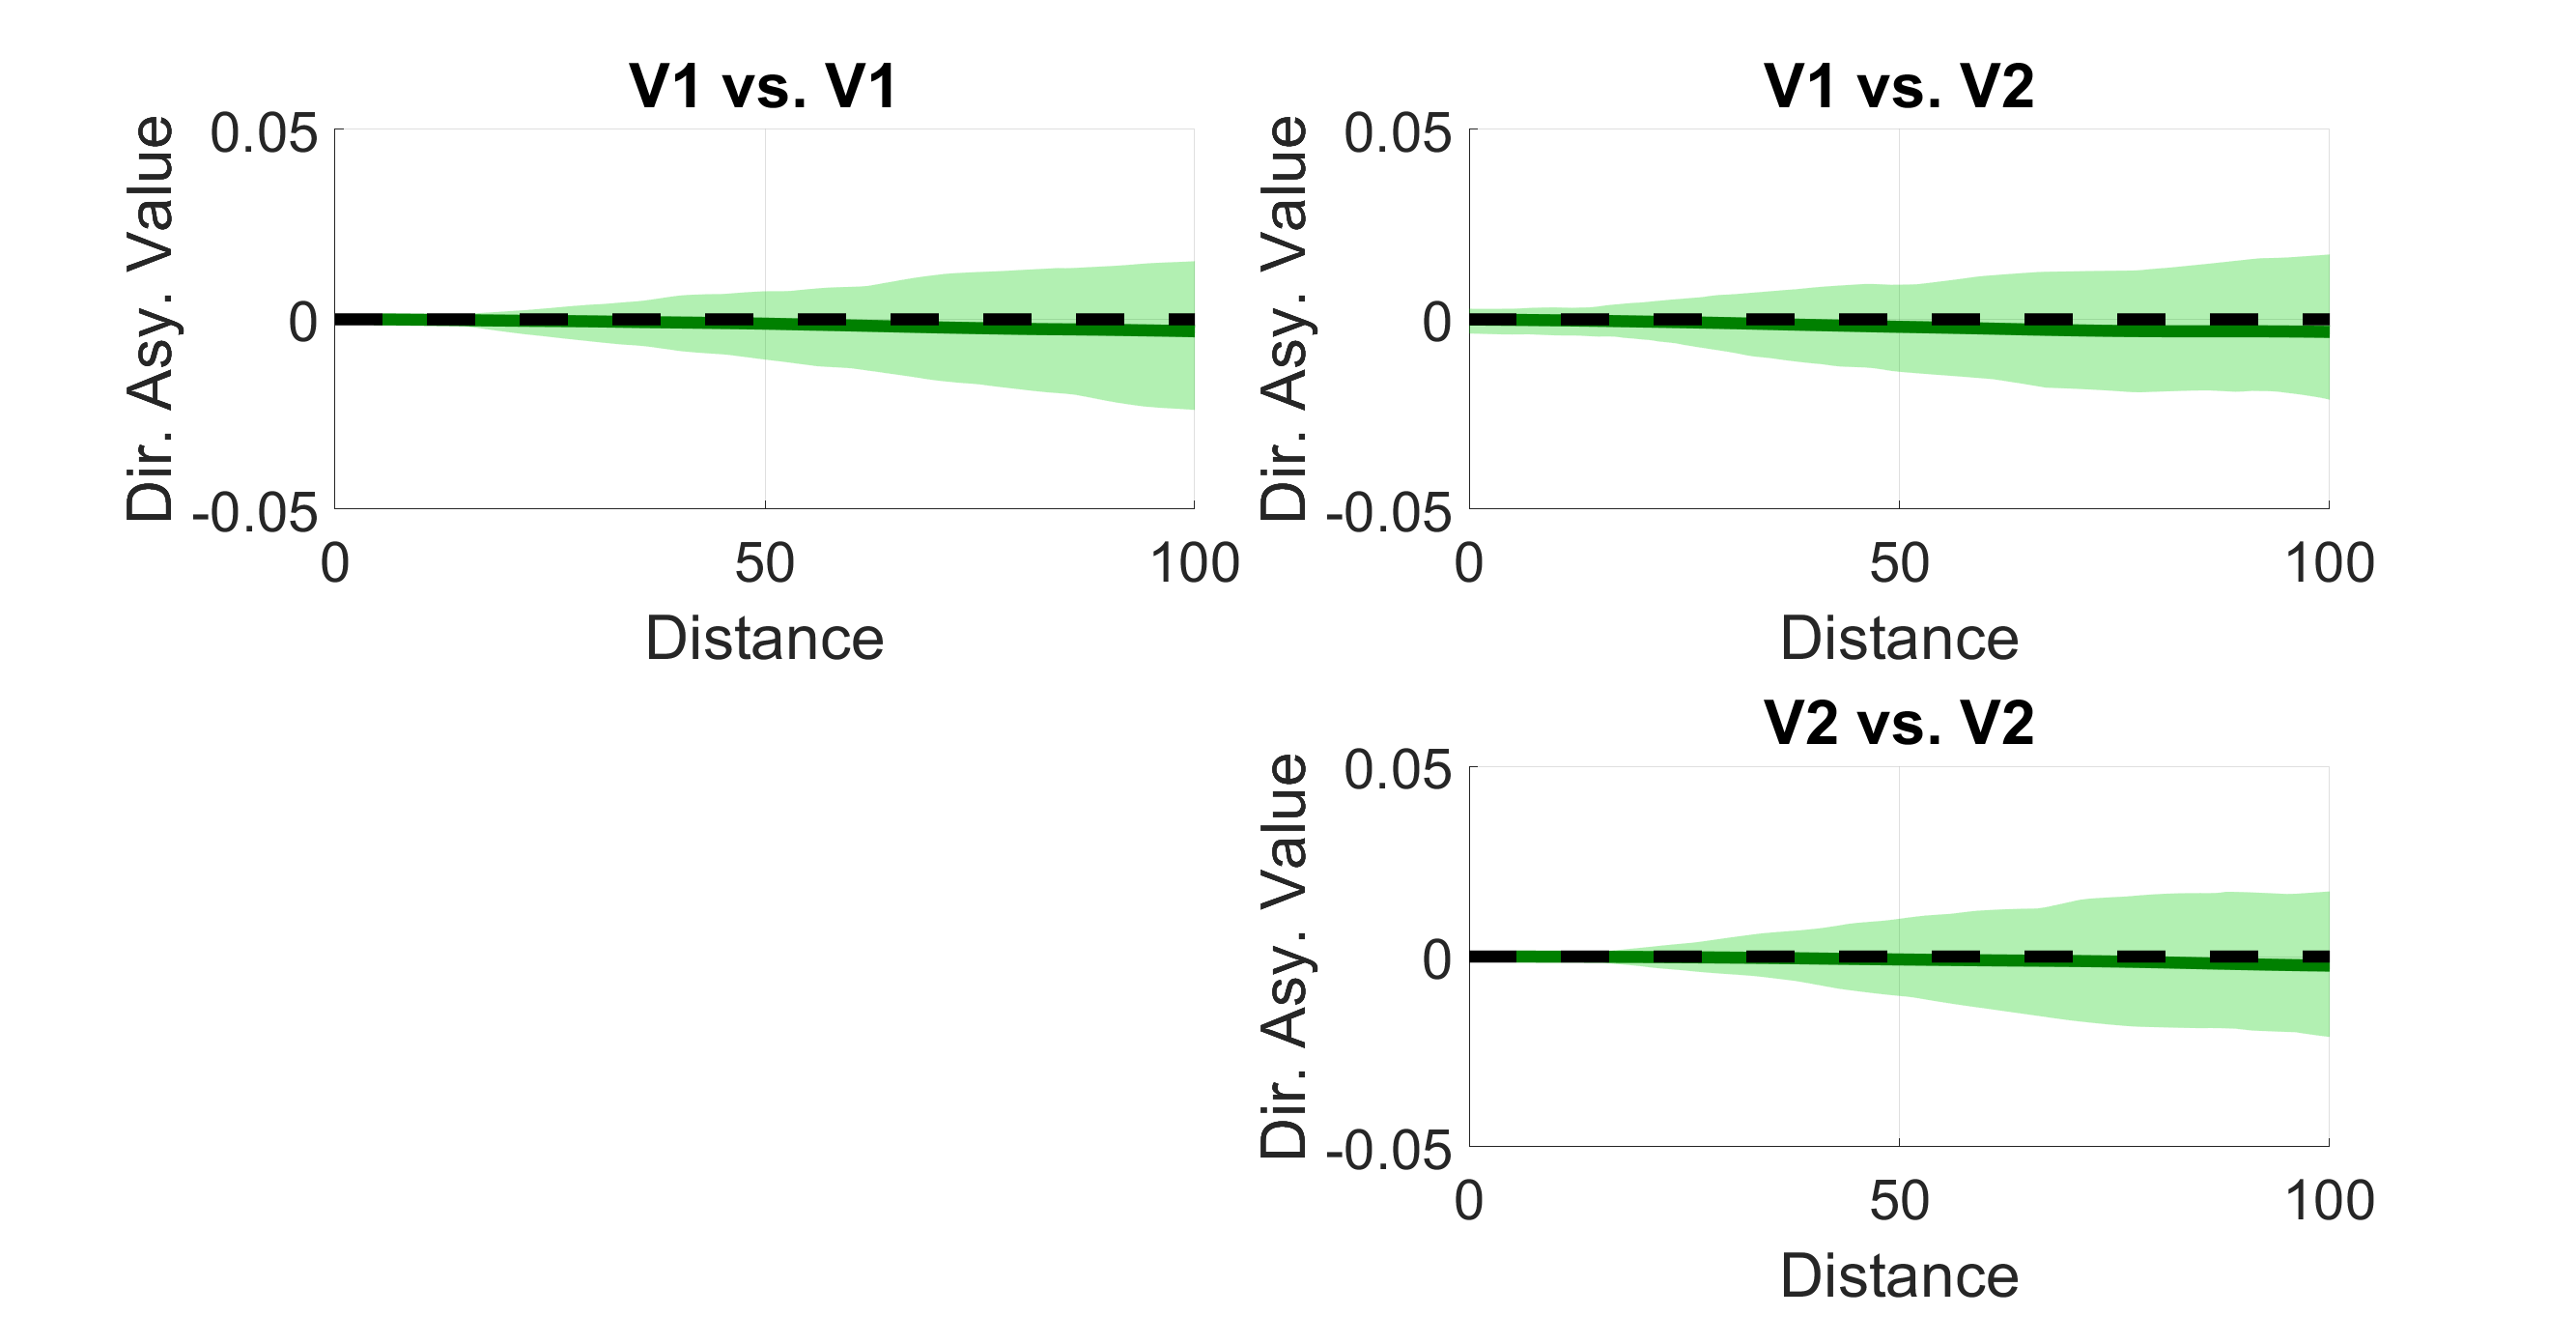 V1 vs. V1
Dir. Asy. Value
0.05
0
-0.05
0 50 100
Distance
V1 vs. V2
Dir. Asy. Value
0.05
0
-0.05
0 50 100
Distance
V2 vs. V2
Dir. Asy. Value
0.05
0
-0.05
0 50 100
Distance